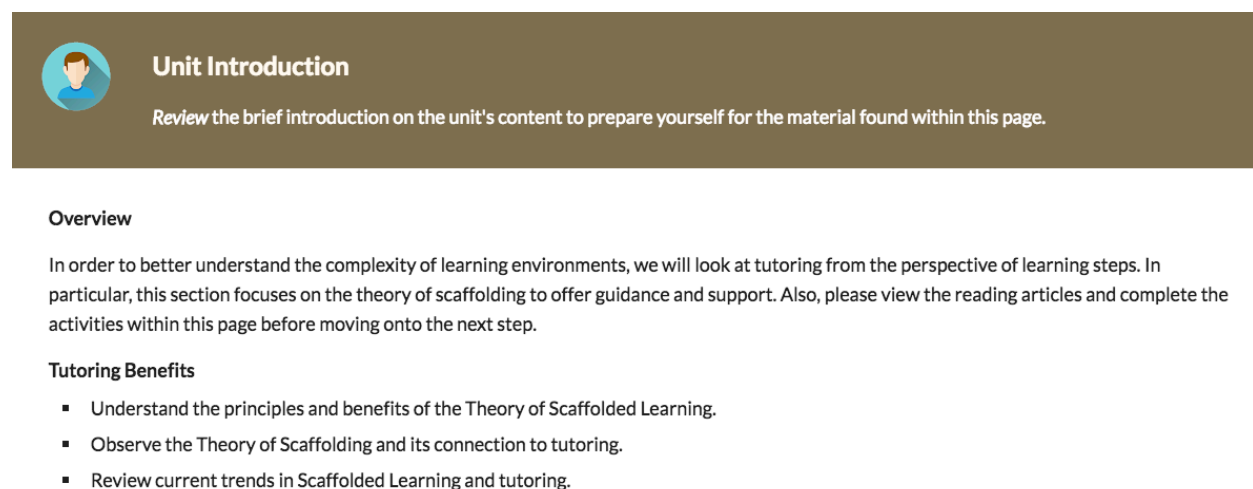 Unit Introduction
Review the brief introduction on the unit's content to prepare yourself for the material found within this page.
Overview
In order to better understand the complexity of learning environments, we will look at tutoring from the perspective of learning steps. In
particular, this section focuses on the theory of scaffolding to offer guidance and support. Also, please view the reading articles and complete the
activities within this page before moving onto the next step.
Tutoring Benefits
▪ Understand the principles and benefits of the Theory of Scaffolded Learning.
▪ Observe the Theory of Scaffolding and its connection to tutoring.
▪ Review current trends in Scaffolded Learning and tutoring.